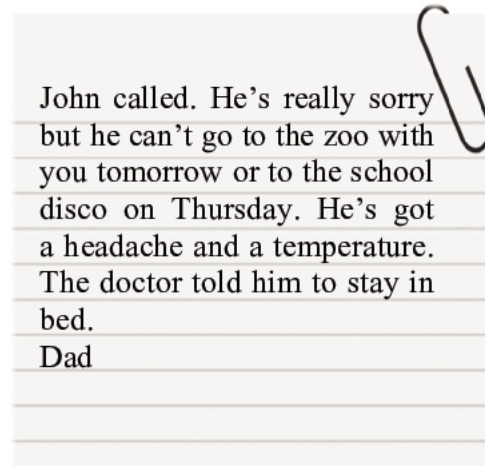 John called. He’s really sorry
but he can’t go to the zoo with
you tomorrow or to the school
disco on Thursday. He’s got
a headache and a temperature.
The doctor told him to stay in
bed.
Dad